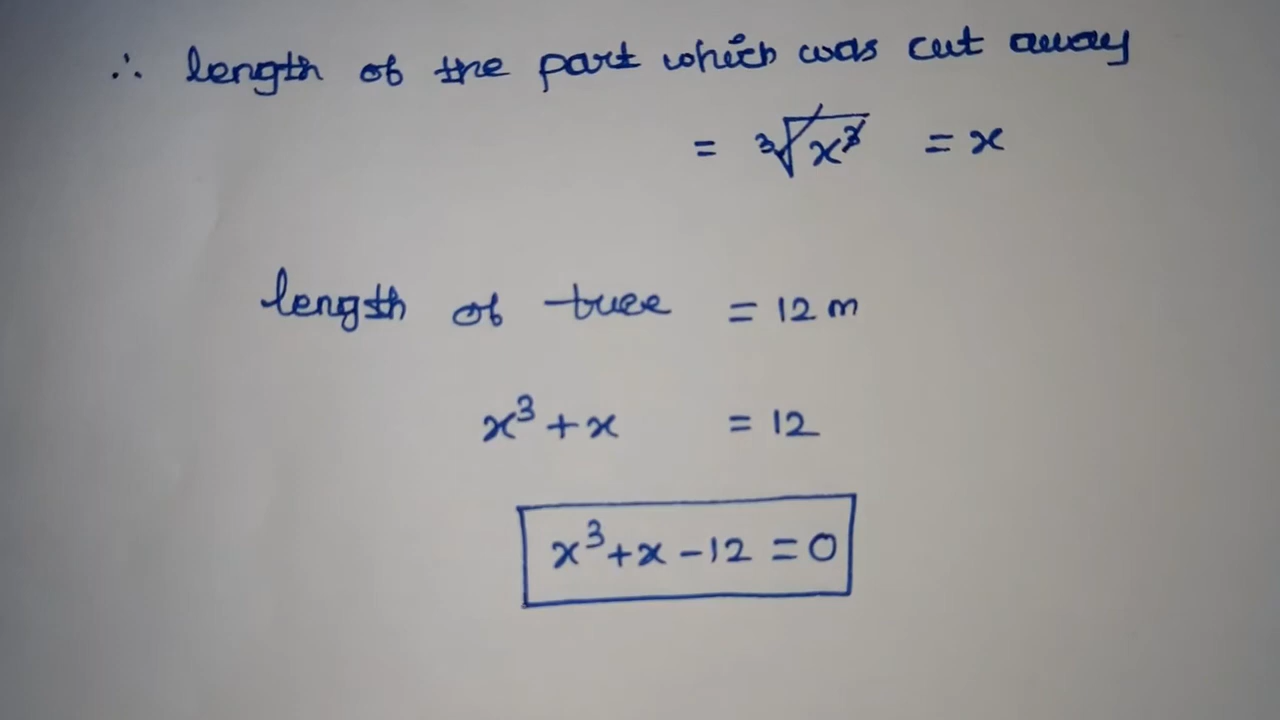 ∴ length of the part which was cut away
= ∛x³ = x
length of tree = 12 m
x³ + x = 12
x³ + x - 12 = 0